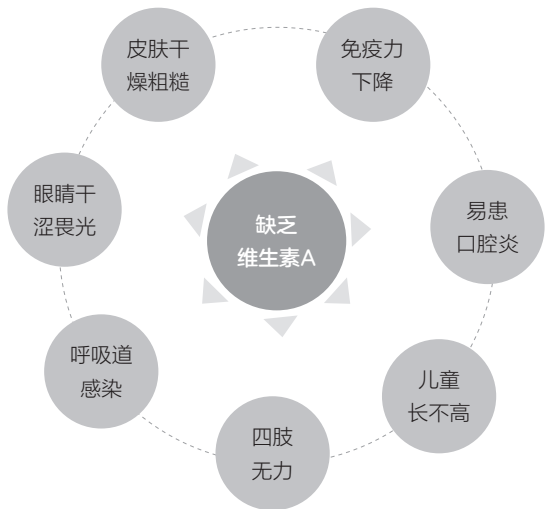 皮肤干
燥粗糙
免疫力
下降
眼睛干
涩畏光
缺乏
维生素A
易患
口腔炎
呼吸道
感染
儿童
长不高
四肢
无力